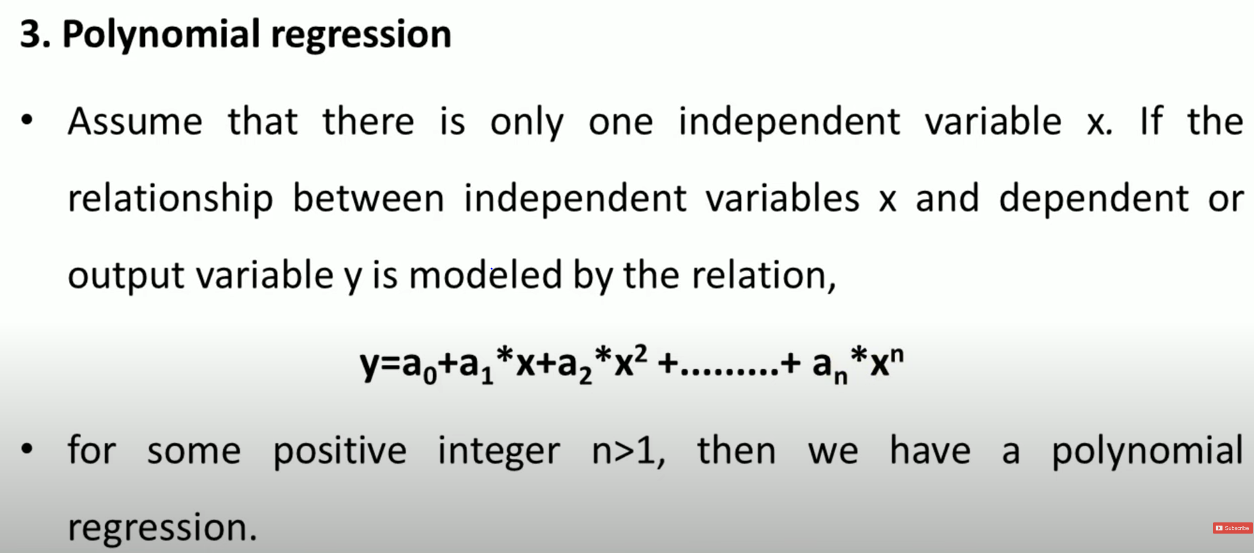 3. Polynomial regression
• Assume that there is only one independent variable x. If the
relationship between independent variables x and dependent or
output variable y is modeled by the relation,
y=a₀+a₁*x+a₂*x² +.........+ aₙ*xⁿ
• for some positive integer n>1, then we have a polynomial
regression.
Subscribe